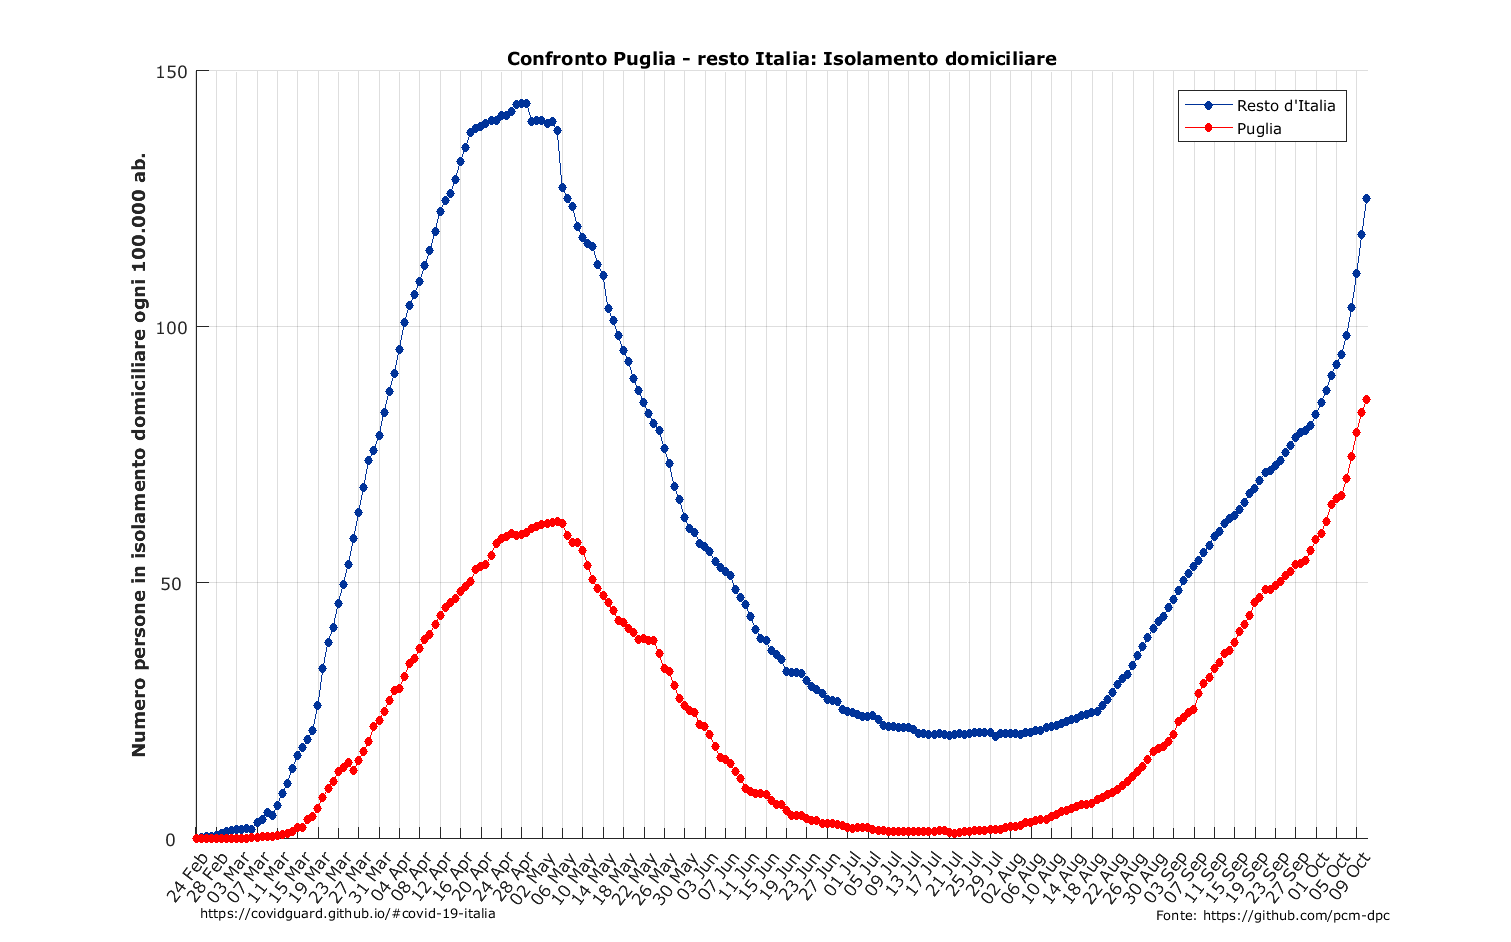 Confronto Puglia - resto Italia: Isolamento domiciliare
Numero persone in isolamento domiciliare ogni 100.000 ab.
150
100
50
0
Resto d'Italia
Puglia
24 Feb
28 Feb
03 Mar
07 Mar
11 Mar
15 Mar
19 Mar
23 Mar
27 Mar
31 Mar
04 Apr
08 Apr
12 Apr
16 Apr
20 Apr
24 Apr
28 Apr
02 May
06 May
10 May
14 May
18 May
22 May
26 May
30 May
03 Jun
07 Jun
11 Jun
15 Jun
19 Jun
23 Jun
27 Jun
01 Jul
05 Jul
09 Jul
13 Jul
17 Jul
21 Jul
25 Jul
29 Jul
02 Aug
06 Aug
10 Aug
14 Aug
18 Aug
22 Aug
26 Aug
30 Aug
03 Sep
07 Sep
11 Sep
15 Sep
19 Sep
23 Sep
27 Sep
01 Oct
05 Oct
09 Oct
https://covidguard.github.io/#covid-19-italia
Fonte: https://github.com/pcm-dpc